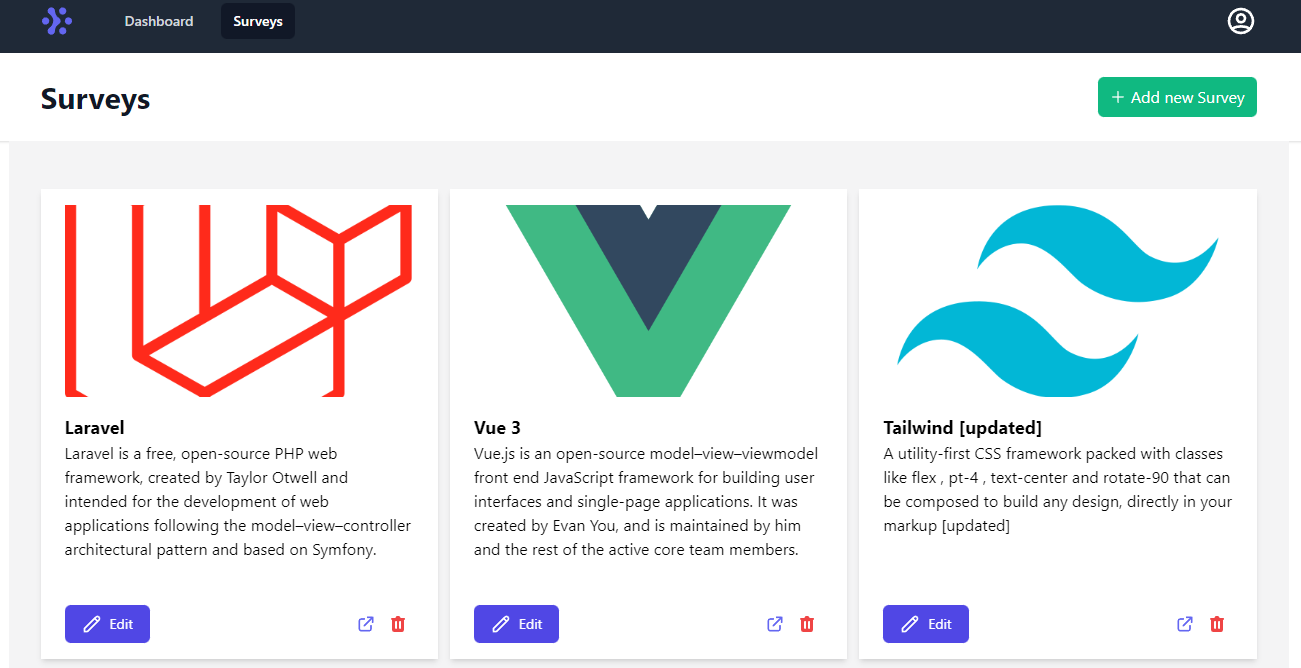 Dashboard Surveys
Surveys
+ Add new Survey
Laravel
Laravel is a free, open-source PHP web
framework, created by Taylor Otwell and
intended for the development of web
applications following the model–view–controller
architectural pattern and based on Symfony.
Edit
Vue 3
Vue.js is an open-source model–view–viewmodel
front end JavaScript framework for building user
interfaces and single-page applications. It was
created by Evan You, and is maintained by him
and the rest of the active core team members.
Edit
Tailwind [updated]
A utility-first CSS framework packed with classes
like flex , pt-4 , text-center and rotate-90 that can
be composed to build any design, directly in your
markup [updated]
Edit